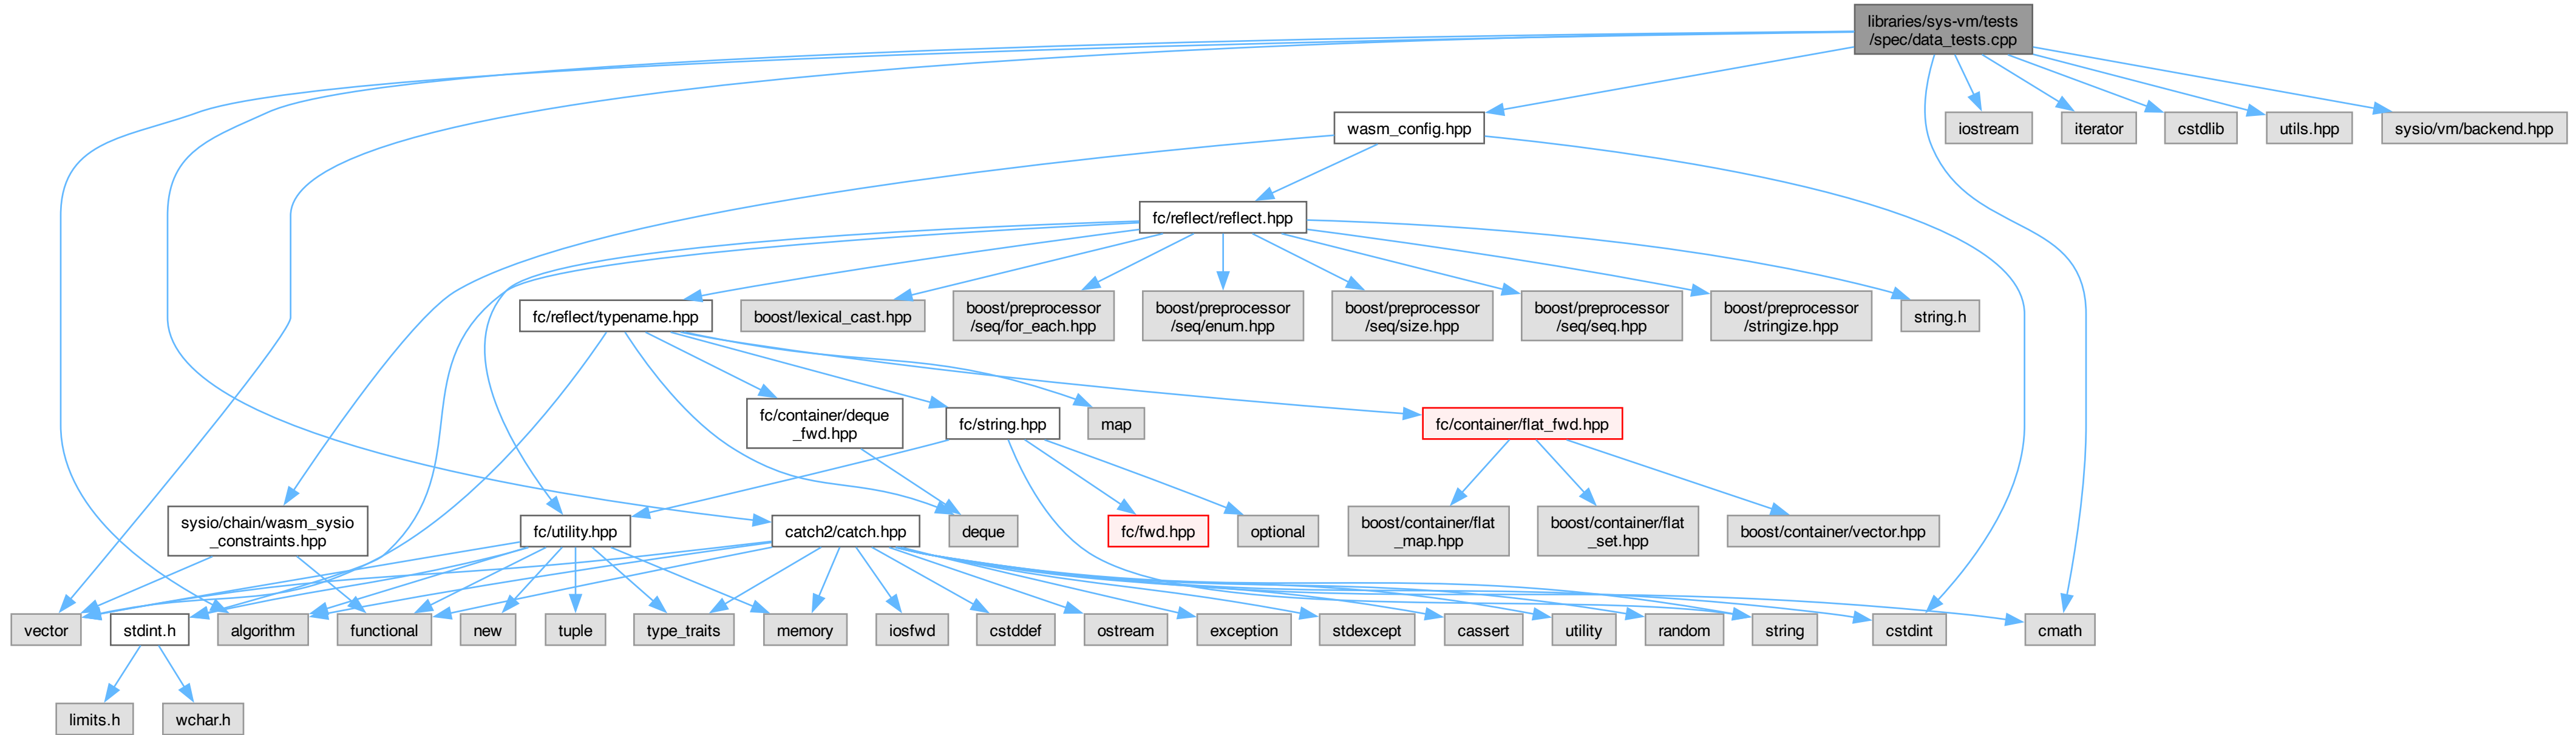 libraries/sys-vm/tests
/spec/data_tests.cpp
wasm_config.hpp
iostream
iterator
cstdlib
utils.hpp
sysio/vm/backend.hpp
fc/reflect/reflect.hpp
fc/reflect/typename.hpp
boost/lexical_cast.hpp
boost/preprocessor
/seq/for_each.hpp
boost/preprocessor
/seq/enum.hpp
boost/preprocessor
/seq/size.hpp
boost/preprocessor
/seq/seq.hpp
boost/preprocessor
/stringize.hpp
string.h
fc/container/deque
_fwd.hpp
fc/string.hpp
map
fc/container/flat_fwd.hpp
sysio/chain/wasm_sysio
_constraints.hpp
fc/utility.hpp
catch2/catch.hpp
deque
fc/fwd.hpp
optional
boost/container/flat
_map.hpp
boost/container/flat
_set.hpp
boost/container/vector.hpp
vector
stdint.h
algorithm
functional
new
tuple
type_traits
memory
iosfwd
cstddef
ostream
exception
stdexcept
cassert
utility
random
string
cstdint
cmath
limits.h
wchar.h